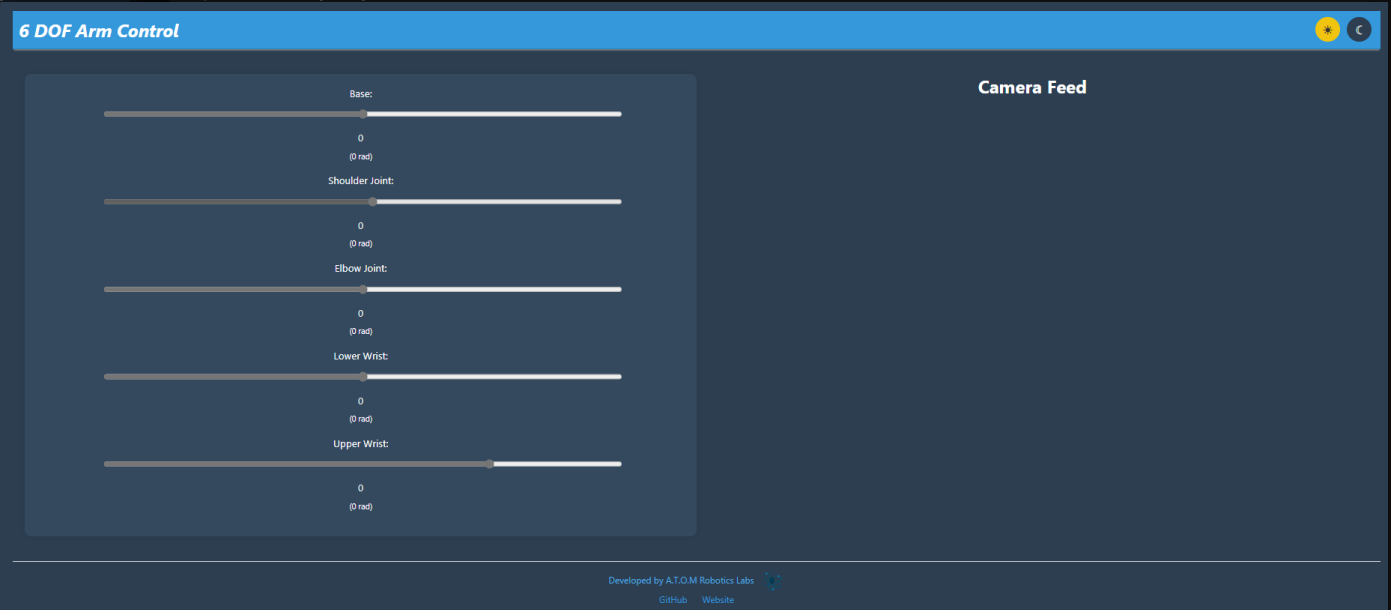 6 DOF Arm Control
Camera Feed
Base:
0
(0 rad)
Shoulder Joint:
0
(0 rad)
Elbow Joint:
0
(0 rad)
Lower Wrist:
0
(0 rad)
Upper Wrist:
0
(0 rad)
Developed by A.T.O.M Robotics Labs
GitHub Website